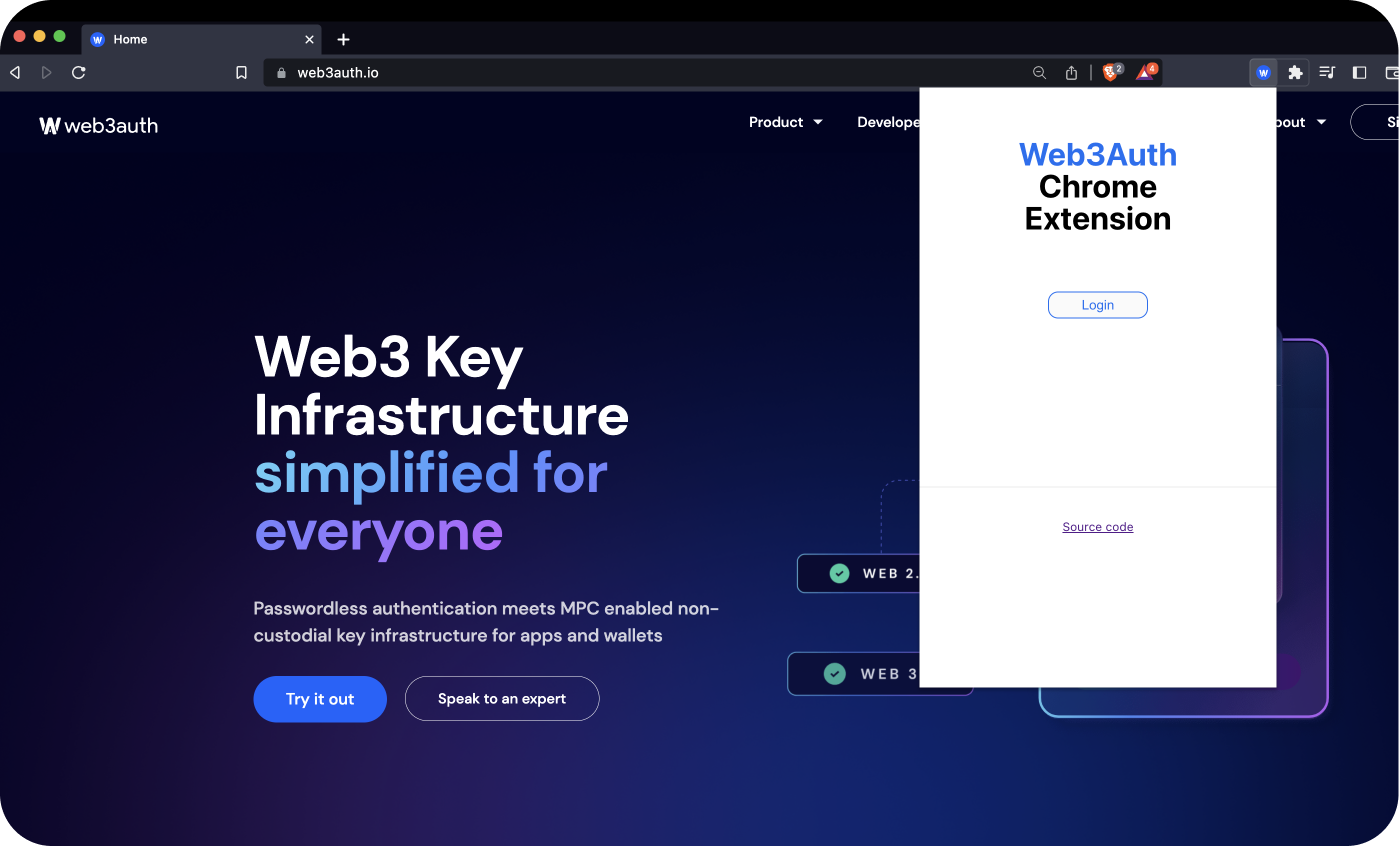 Home
web3auth.io
2
4
web3auth
Product
Develope
bout
Si
Web3Auth
Chrome
Extension
Login
Source code
Web3 Key
Infrastructure
simplified for
everyone
Passwordless authentication meets MPC enabled non-
custodial key infrastructure for apps and wallets
Try it out
Speak to an expert
WEB 2.
WEB 3